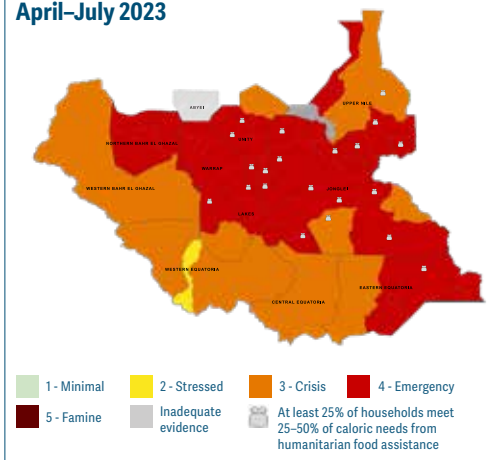 April–July 2023
ABYEI
UPPER NILE
UNITY
NORTHERN BAHR EL GHAZAL
WARRAP
WESTERN BAHR EL GHAZAL
JONGLEI
LAKES
WESTERN EQUATORIA
EASTERN EQUATORIA
CENTRAL EQUATORIA
1 - Minimal
2 - Stressed
3 - Crisis
4 - Emergency
5 - Famine
Inadequate
evidence
At least 25% of households meet
25–50% of caloric needs from
humanitarian food assistance